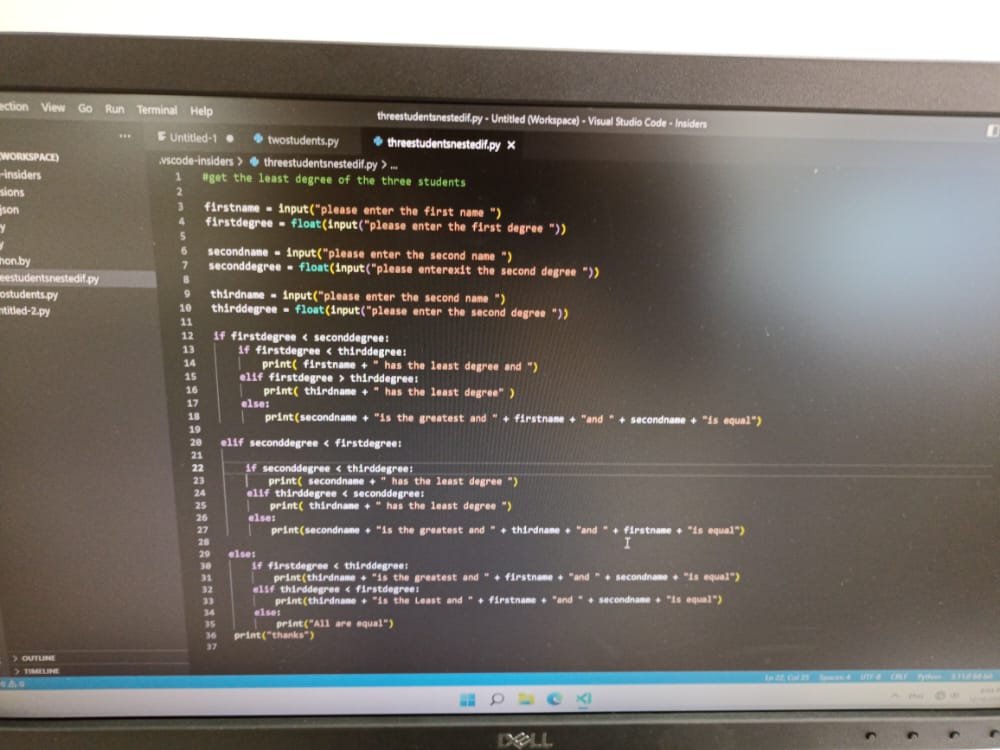 ection View Go Run Terminal Help
threestudentsnestedif.py - Untitled (Workspace) - Visual Studio Code - Insiders
Untitled-1 twostudents.py threestudentsnestedif.py
WORKSPACE)
-insiders
sions
json
y
y
hon.by
eestudentsnestedif.py
ostudents.py
ntitled-2.py
.vscode-insiders > threestudentsnestedif.py > ...
1 #get the least degree of the three students
2
3 firstname = input("please enter the first name ")
4 firstdegree = float(input("please enter the first degree "))
5
6 secondname = input("please enter the second name ")
7 seconddegree = float(input("please enterexit the second degree "))
8
9 thirdname = input("please enter the second name ")
10 thirddegree = float(input("please enter the second degree "))
11
12 if firstdegree < seconddegree:
13 if firstdegree < thirddegree:
14 print( firstname + " has the least degree and ")
15 elif firstdegree > thirddegree:
16 print( thirdname + " has the least degree" )
17 else:
18 print(secondname + "is the greatest and " + firstname + "and " + secondname + "is equal")
19
20 elif seconddegree < firstdegree:
21
22 if seconddegree < thirddegree:
23 print( secondname + " has the least degree ")
24 elif thirddegree < seconddegree:
25 print( thirdname + " has the least degree ")
26 else:
27 print(secondname + "is the greatest and " + thirdname + "and " + firstname + "is equal")
28
29 else:
30 if firstdegree < thirddegree:
31 print(thirdname + "is the greatest and " + firstname + "and " + secondname + "is equal")
32 elif thirddegree < firstdegree:
33 print(thirdname + "is the Least and " + firstname + "and " + secondname + "is equal")
34 else:
35 print("All are equal")
36 print("thanks")
37
OUTLINE
TIMELINE
Ln 22, Col 35 Spaces: 4 UTF-8 CRLF Python 3.11.0 64-bit
DELL